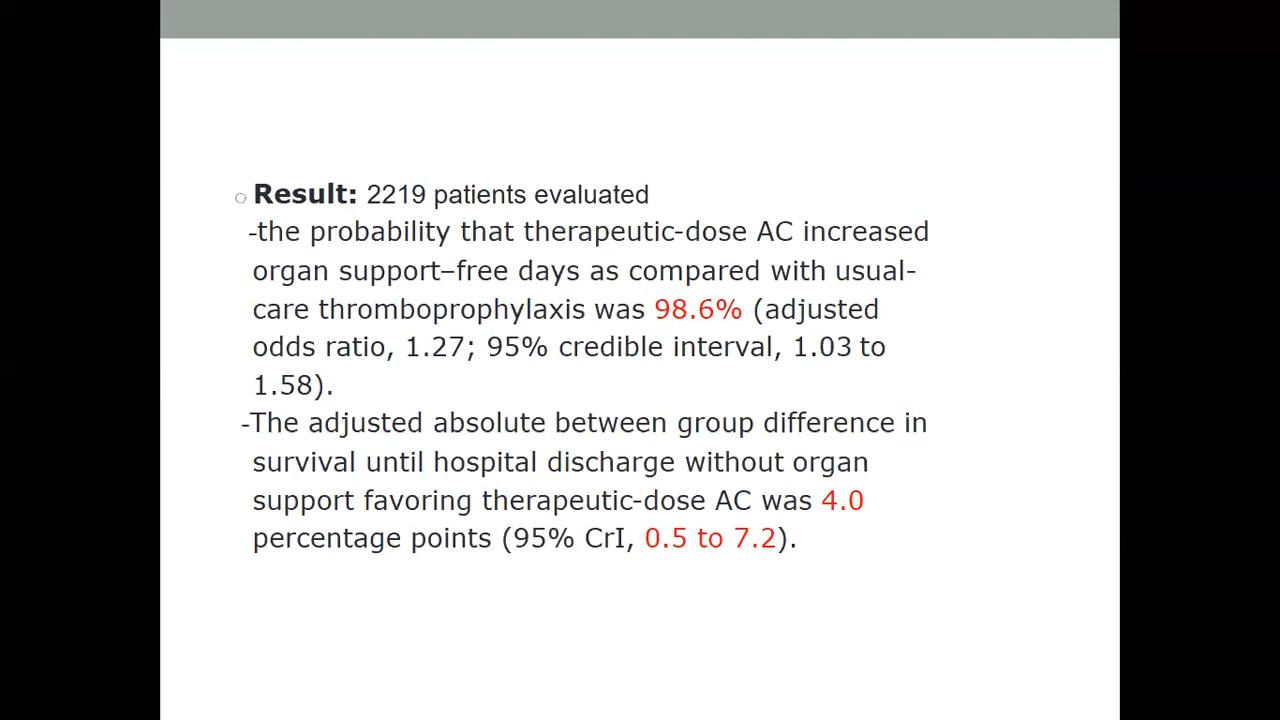 ○ Result: 2219 patients evaluated
-the probability that therapeutic-dose AC increased
organ support–free days as compared with usual-
care thromboprophylaxis was 98.6% (adjusted
odds ratio, 1.27; 95% credible interval, 1.03 to
1.58).
-The adjusted absolute between group difference in
survival until hospital discharge without organ
support favoring therapeutic-dose AC was 4.0
percentage points (95% CrI, 0.5 to 7.2).